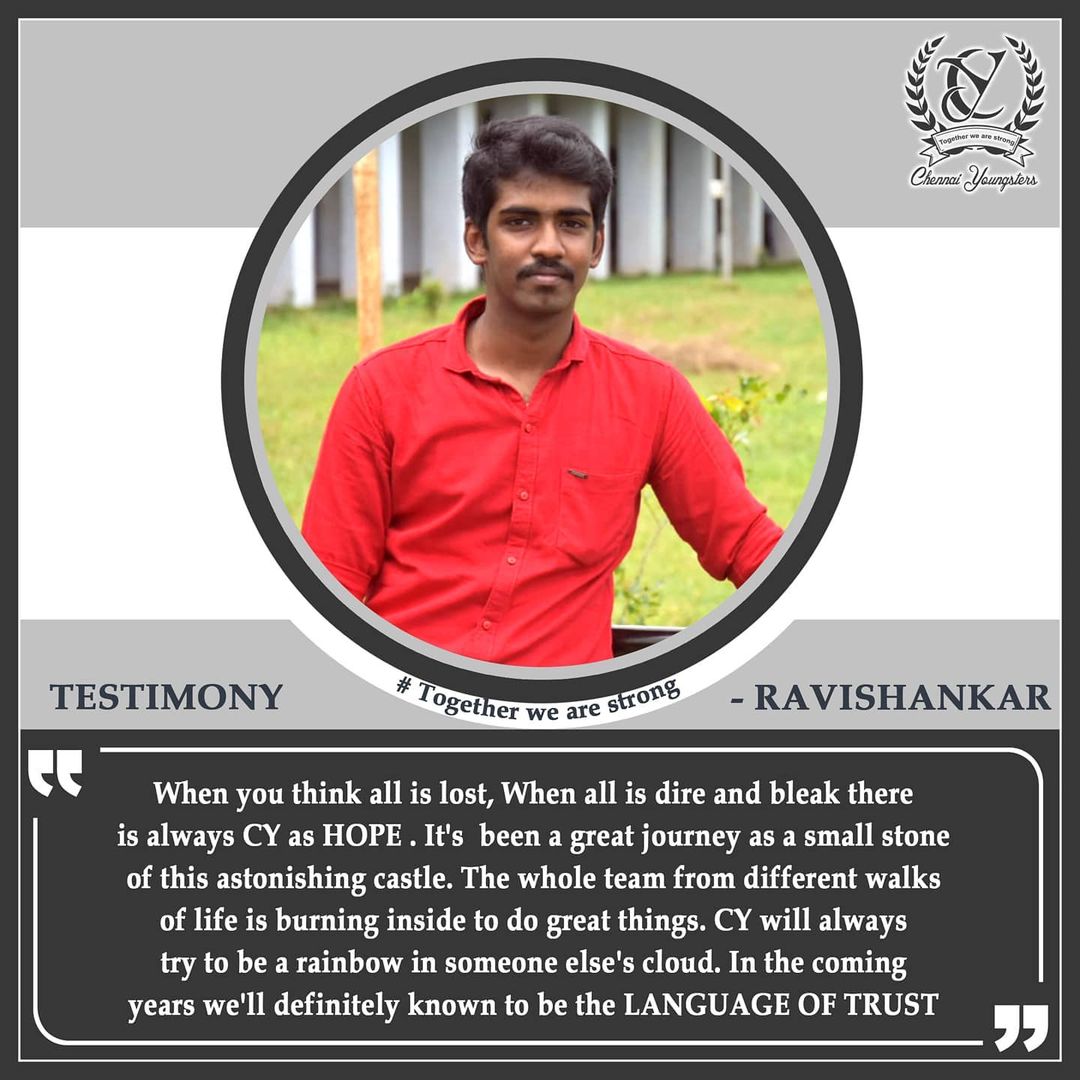 CY
Together we are strong
Chennai Youngsters
# Together we are strong
TESTIMONY
- RAVISHANKAR
When you think all is lost, When all is dire and bleak there
is always CY as HOPE . It's  been a great journey as a small stone
of this astonishing castle. The whole team from different walks
of life is burning inside to do great things. CY will always
try to be a rainbow in someone else's cloud. In the coming
years we'll definitely known to be the LANGUAGE OF TRUST